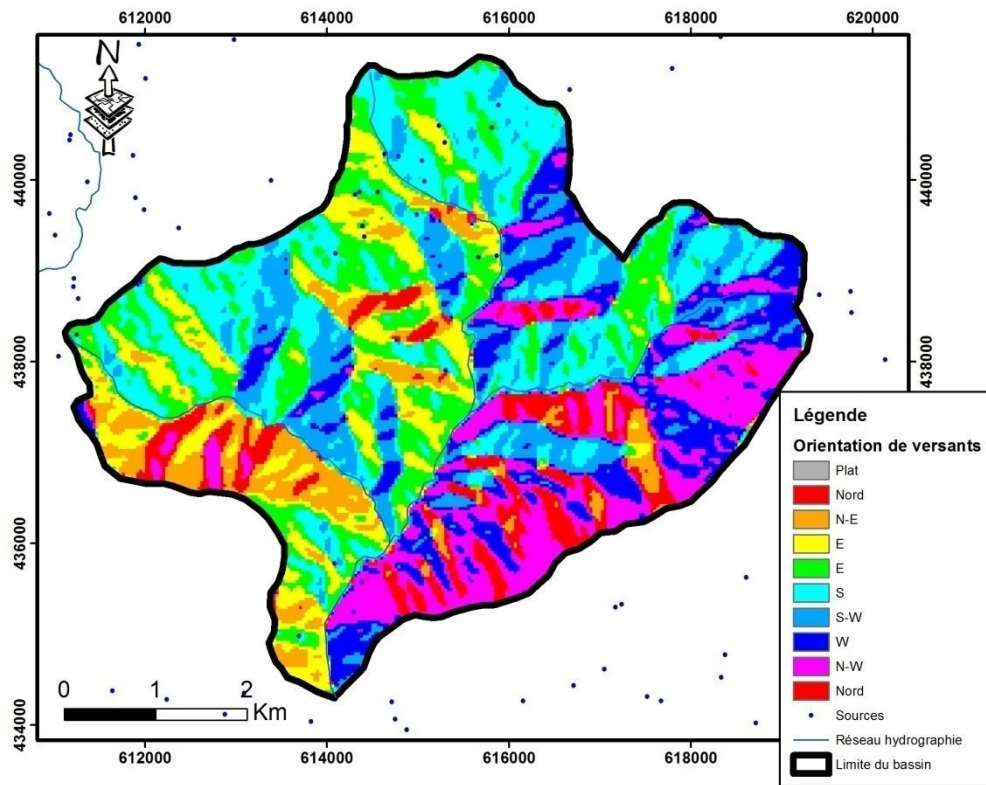 612000 614000 616000 618000 620000
N
440000 440000
438000 438000
436000
434000
0 1 2
Km
612000 614000 616000 618000
Légende
Orientation de versants
Plat
Nord
N-E
E
E
S
S-W
W
N-W
Nord
Sources
Réseau hydrographie
Limite du bassin